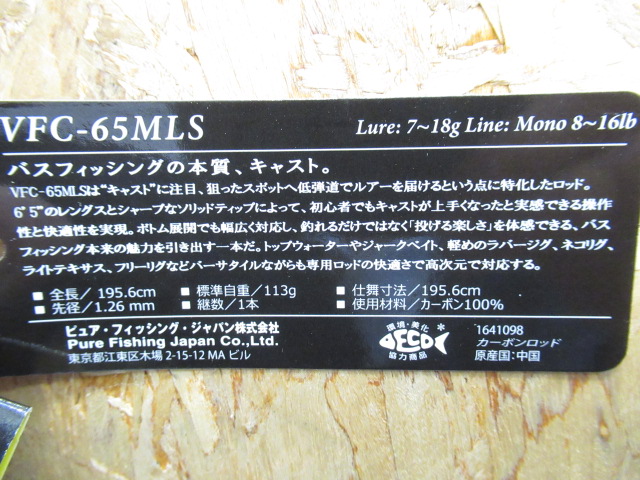 VFC-65MLS Lure: 7~18g Line: Mono 8~16lb
バスフィッシングの本質、キャスト。
VFC-65MLSは"キャスト"に注目、狙ったスポットへ低弾道でルアーを届けるという点に特化したロッド。
6'5"のレングスとシャープなソリッドティップによって、初心者でもキャストが上手くなったと実感できる操作
性と快適性を実現。ボトム展開でも幅広く対応し、釣れるだけではなく「投げる楽しさ」を体感できる、バス
フィッシング本来の魅力を引き出す一本だ。トップウォーターやジャークベイト、軽めのラバージグ、ネコリグ、
ライトテキサス、フリーリグなどバーサタイルながらも専用ロッドの快適さで高次元で対応する。
■ 全長／195.6cm ■ 標準自重／113g ■ 仕舞寸法／195.6cm
■ 先径／1.26 mm ■ 継数／1本 ■ 使用材料／カーボン100%
ピュア・フィッシング・ジャパン株式会社
Pure Fishing Japan Co.,Ltd.
東京都江東区木場 2-15-12 MA ビル
環境・美化
ECO
協力商品
1641098
カーボンロッド
原産国:中国